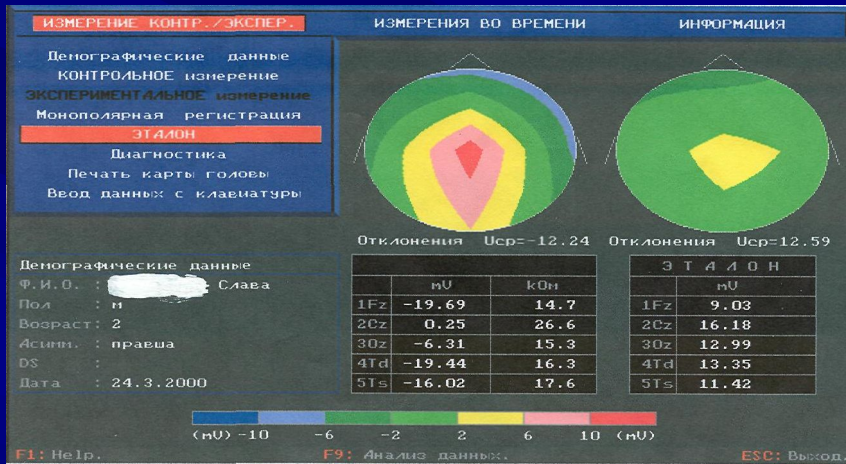 ИЗМЕРЕНИЕ КОНТР./ЭКСПЕР. ИЗМЕРЕНИЯ ВО ВРЕМЕНИ ИНФОРМАЦИЯ
Демографические данные
КОНТРОЛЬНОЕ измерение
ЭКСПЕРИМЕНТАЛЬНОЕ измерение
Монополярная регистрация
ЭТАЛОН
Диагностика
Печать карты головы
Ввод данных с клавиатуры
Отклонения Uср=-12.24 Отклонения Uср=12.59
Демографические данные
Ф.И.О. : Слава
Пол : м
Возраст: 2
Асимм. : правша
DS :
Дата : 24.3.2000
mV кОм
1Fz -19.69 14.7
2Cz 0.25 26.6
3Oz -6.31 15.3
4Td -19.44 16.3
5Ts -16.02 17.6
ЭТАЛОН
mV
1Fz 9.03
2Cz 16.18
3Oz 12.99
4Td 13.35
5Ts 11.42
(mV) -10 -6 -2 2 6 10 (mV)
F1: Help. F9: Анализ данных. ESC: Выход.